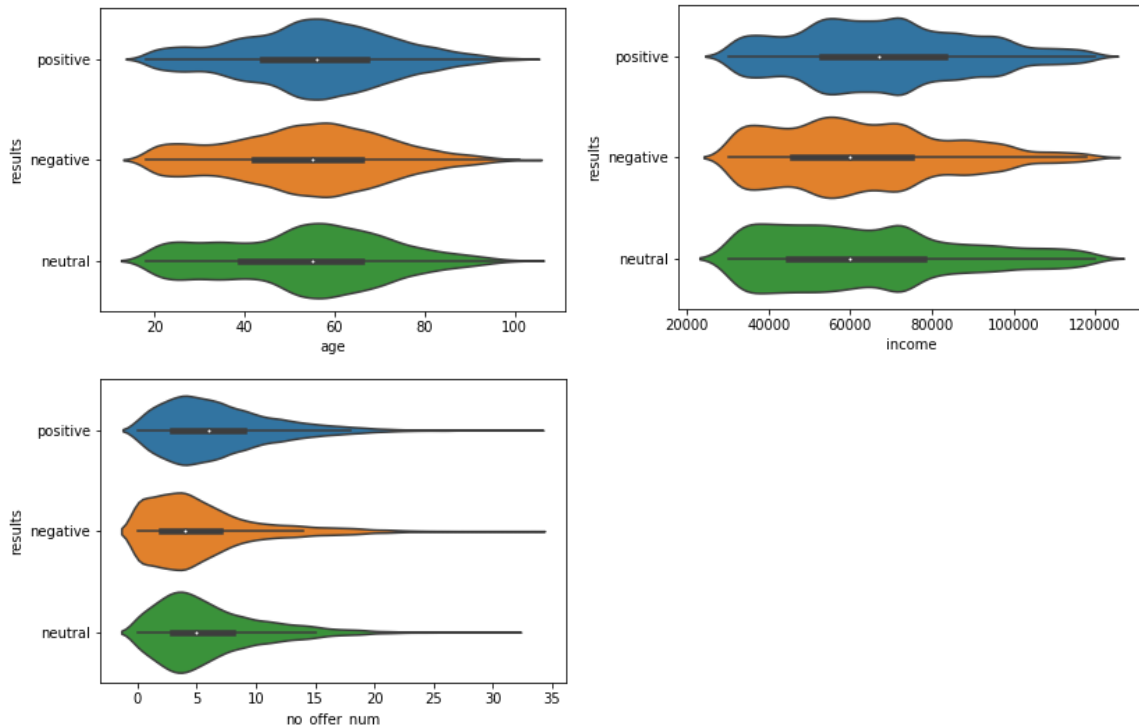 positive
negative
neutral
results
20 40 60 80 100
age
positive
negative
neutral
results
20000 40000 60000 80000 100000 120000
income
positive
negative
neutral
results
0 5 10 15 20 25 30 35
no_offer_num